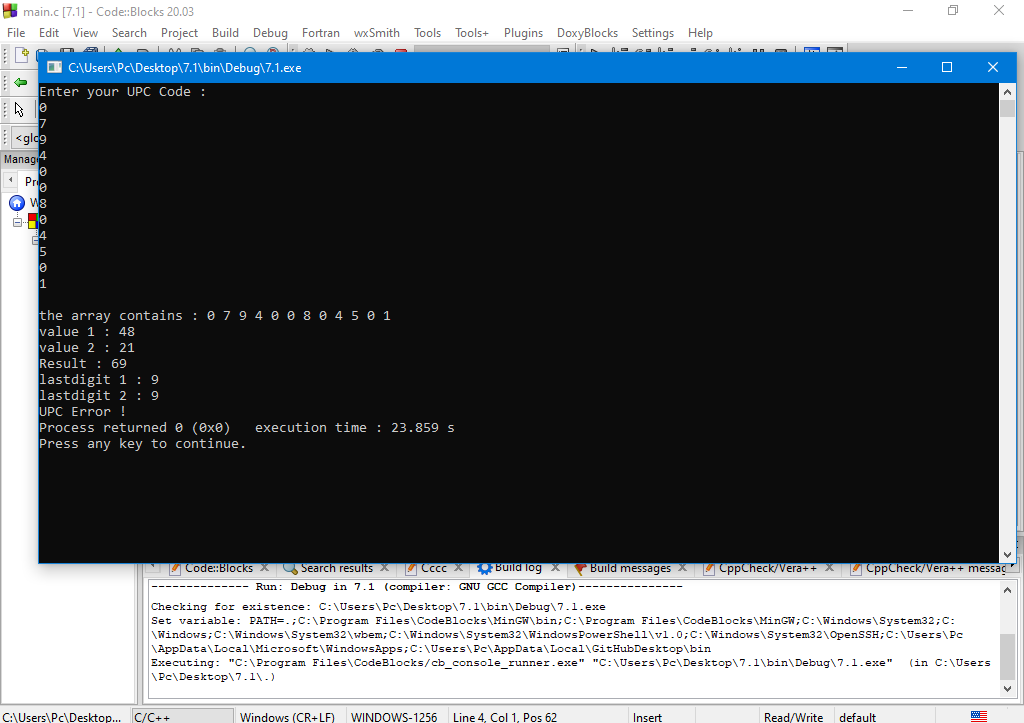 main.c [7.1] - Code::Blocks 20.03
File Edit View Search Project Build Debug Fortran wxSmith Tools Tools+ Plugins DoxyBlocks Settings Help
C:\Users\Pc\Desktop\7.1\bin\Debug\7.1.exe
<glo
Manage
Pr
W
Enter your UPC Code :
0
7
9
4
0
0
8
0
4
5
0
1
the array contains : 0 7 9 4 0 0 8 0 4 5 0 1
value 1 : 48
value 2 : 21
Result : 69
lastdigit 1 : 9
lastdigit 2 : 9
UPC Error !
Process returned 0 (0x0)   execution time : 23.859 s
Press any key to continue.
Code::Blocks Search results Cccc Build log Build messages CppCheck/Vera++ CppCheck/Vera++ messag
-------------- Run: Debug in 7.1 (compiler: GNU GCC Compiler)---------------
Checking for existence: C:\Users\Pc\Desktop\7.1\bin\Debug\7.1.exe
Set variable: PATH=.;C:\Program Files\CodeBlocks\MinGW\bin;C:\Program Files\CodeBlocks\MinGW;C:\Windows\System32;C:
\Windows;C:\Windows\System32\wbem;C:\Windows\System32\WindowsPowerShell\v1.0;C:\Windows\System32\OpenSSH;C:\Users\Pc
\AppData\Local\Microsoft\WindowsApps;C:\Users\Pc\AppData\Local\GitHubDesktop\bin
Executing: "C:\Program Files\CodeBlocks/cb_console_runner.exe" "C:\Users\Pc\Desktop\7.1\bin\Debug\7.1.exe"  (in C:\Users
\Pc\Desktop\7.1\.)
C:\Users\Pc\Desktop... C/C++ Windows (CR+LF) WINDOWS-1256 Line 4, Col 1, Pos 62 Insert Read/Write default